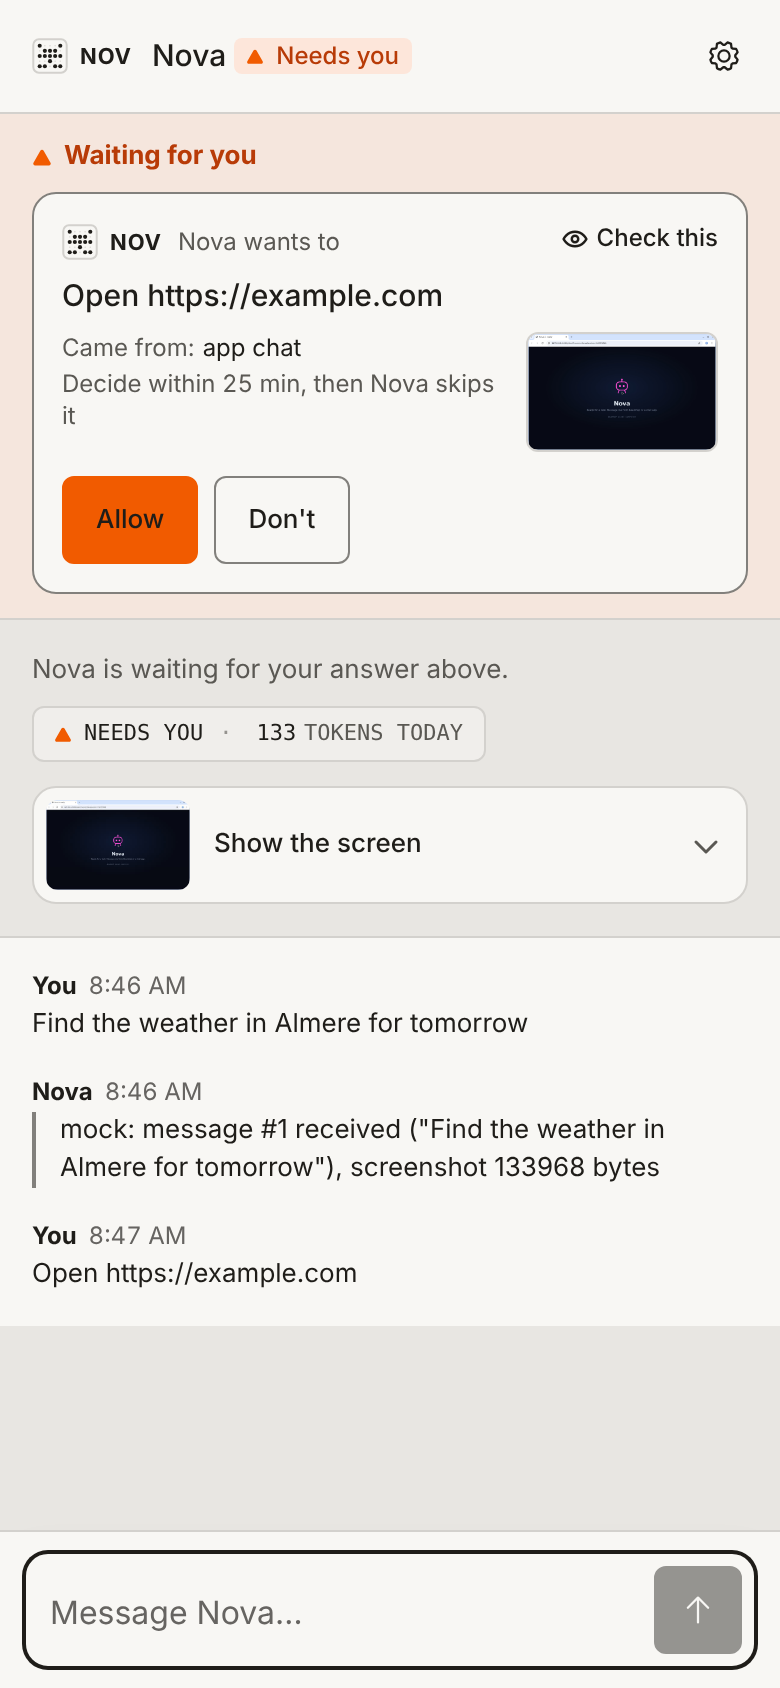 NOV Nova Needs you
Waiting for you
NOV Nova wants to Check this
Open https://example.com
Came from: app chat
Decide within 25 min, then Nova skips
it
Nova
Allow Don't
Nova is waiting for your answer above.
NEEDS YOU · 133 TOKENS TODAY
Nova
Show the screen
You 8:46 AM
Find the weather in Almere for tomorrow
Nova 8:46 AM
mock: message #1 received ("Find the weather in
Almere for tomorrow"), screenshot 133968 bytes
You 8:47 AM
Open https://example.com
Message Nova...